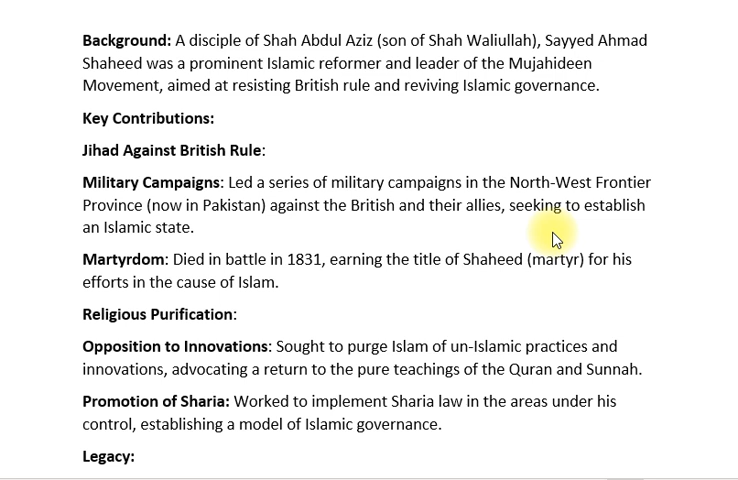 Background: A disciple of Shah Abdul Aziz (son of Shah Waliullah), Sayyed Ahmad
Shaheed was a prominent Islamic reformer and leader of the Mujahideen
Movement, aimed at resisting British rule and reviving Islamic governance.
Key Contributions:
Jihad Against British Rule:
Military Campaigns: Led a series of military campaigns in the North-West Frontier
Province (now in Pakistan) against the British and their allies, seeking to establish
an Islamic state.
Martyrdom: Died in battle in 1831, earning the title of Shaheed (martyr) for his
efforts in the cause of Islam.
Religious Purification:
Opposition to Innovations: Sought to purge Islam of un-Islamic practices and
innovations, advocating a return to the pure teachings of the Quran and Sunnah.
Promotion of Sharia: Worked to implement Sharia law in the areas under his
control, establishing a model of Islamic governance.
Legacy: